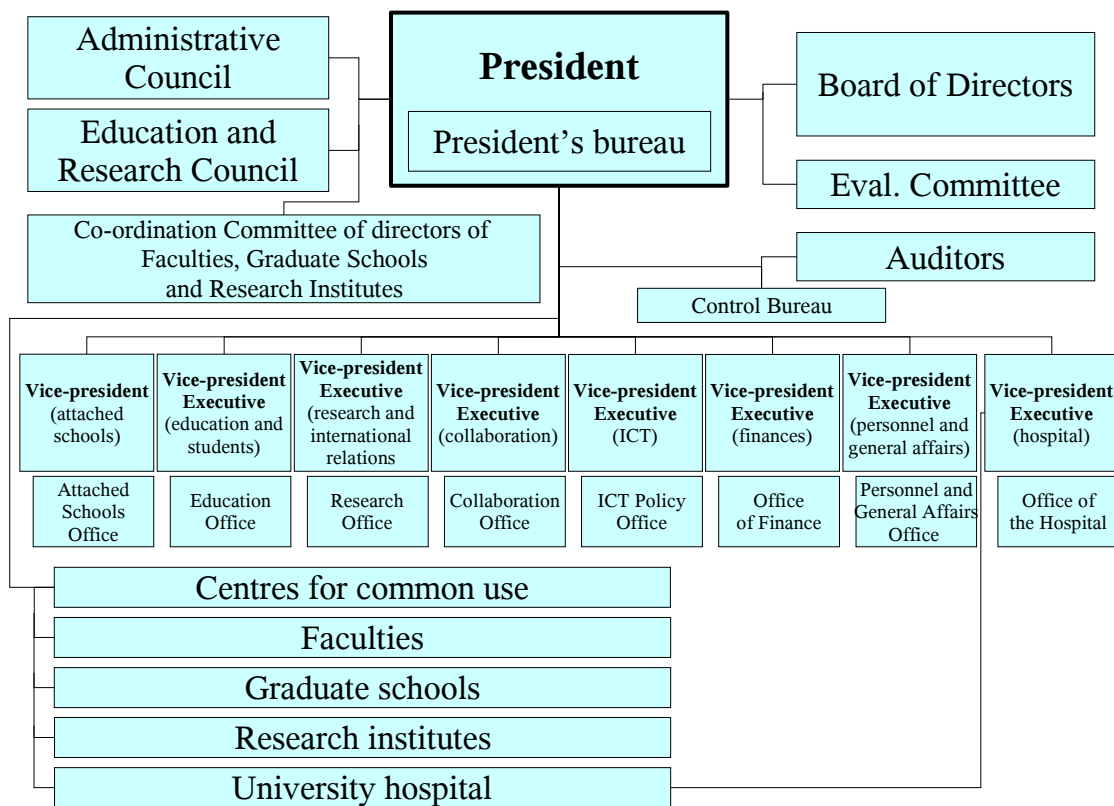 Administrative
Council
President
President's bureau
Board of Directors
Education and
Research Council
Eval. Committee
Co-ordination Committee of directors of
Faculties, Graduate Schools
and Research Institutes
Auditors
Control Bureau
Vice-president
(attached
schools)
Vice-president
Executive
(education and
students)
Vice-president
Executive
(research and
international
relations
Vice-president
Executive
(collaboration)
Vice-president
Executive
(ICT)
Vice-president
Executive
(finances)
Vice-president
Executive
(personnel and
general affairs)
Vice-president
Executive
(hospital)
Attached
Schools
Office
Education
Office
Research
Office
Collaboration
Office
ICT Policy
Office
Office
of Finance
Personnel and
General Affairs
Office
Office of
the Hospital
Centres for common use
Faculties
Graduate schools
Research institutes
University hospital